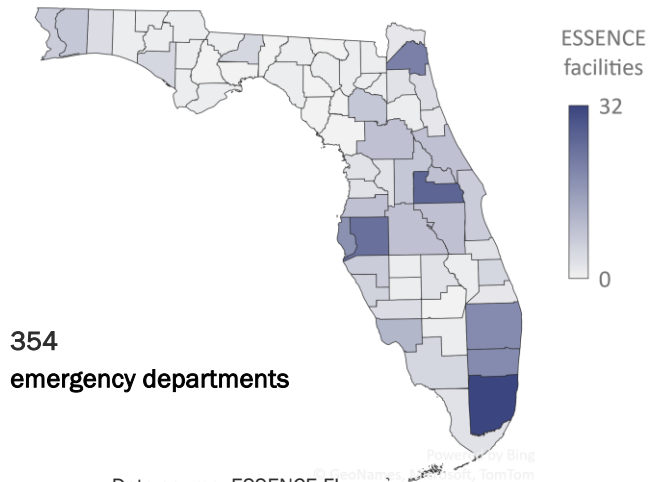 ESSENCE
facilities
32
0
354
emergency departments
Powered by Bing
© GeoNames, Microsoft, TomTom